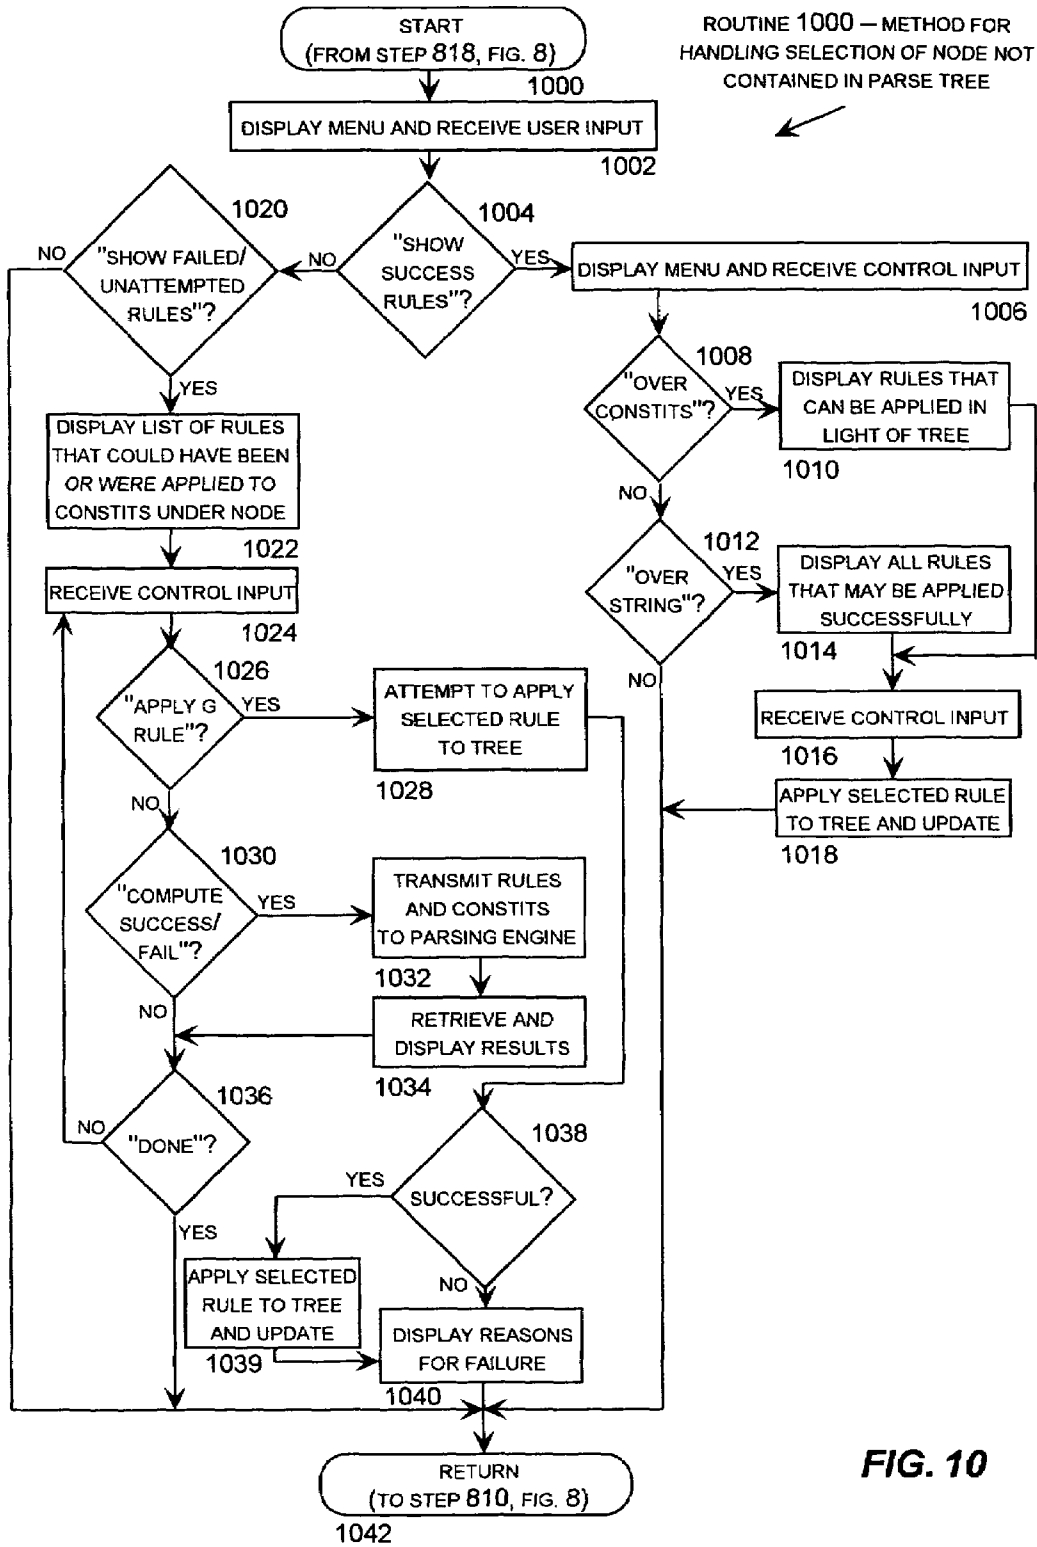 START
(FROM STEP 818, FIG. 8)
1000
ROUTINE 1000 – METHOD FOR
HANDLING SELECTION OF NODE NOT
CONTAINED IN PARSE TREE
DISPLAY MENU AND RECEIVE USER INPUT
1002
1004
"SHOW
SUCCESS
RULES"?
NO
YES
1020
"SHOW FAILED/
UNATTEMPTED
RULES"?
NO
YES
DISPLAY MENU AND RECEIVE CONTROL INPUT
1006
1008
"OVER
CONSTITS"?
YES
NO
DISPLAY RULES THAT
CAN BE APPLIED IN
LIGHT OF TREE
1010
1012
"OVER
STRING"?
YES
NO
DISPLAY ALL RULES
THAT MAY BE APPLIED
SUCCESSFULLY
1014
RECEIVE CONTROL INPUT
1016
APPLY SELECTED RULE
TO TREE AND UPDATE
1018
DISPLAY LIST OF RULES
THAT COULD HAVE BEEN
OR WERE APPLIED TO
CONSTITS UNDER NODE
1022
RECEIVE CONTROL INPUT
1024
1026
"APPLY G
RULE"?
YES
NO
ATTEMPT TO APPLY
SELECTED RULE
TO TREE
1028
1030
"COMPUTE
SUCCESS/
FAIL"?
YES
NO
TRANSMIT RULES
AND CONSTITS
TO PARSING ENGINE
1032
RETRIEVE AND
DISPLAY RESULTS
1034
1036
"DONE"?
NO
YES
1038
SUCCESSFUL?
YES
NO
APPLY SELECTED
RULE TO TREE
AND UPDATE
1039
DISPLAY REASONS
FOR FAILURE
1040
RETURN
(TO STEP 810, FIG. 8)
1042
FIG. 10